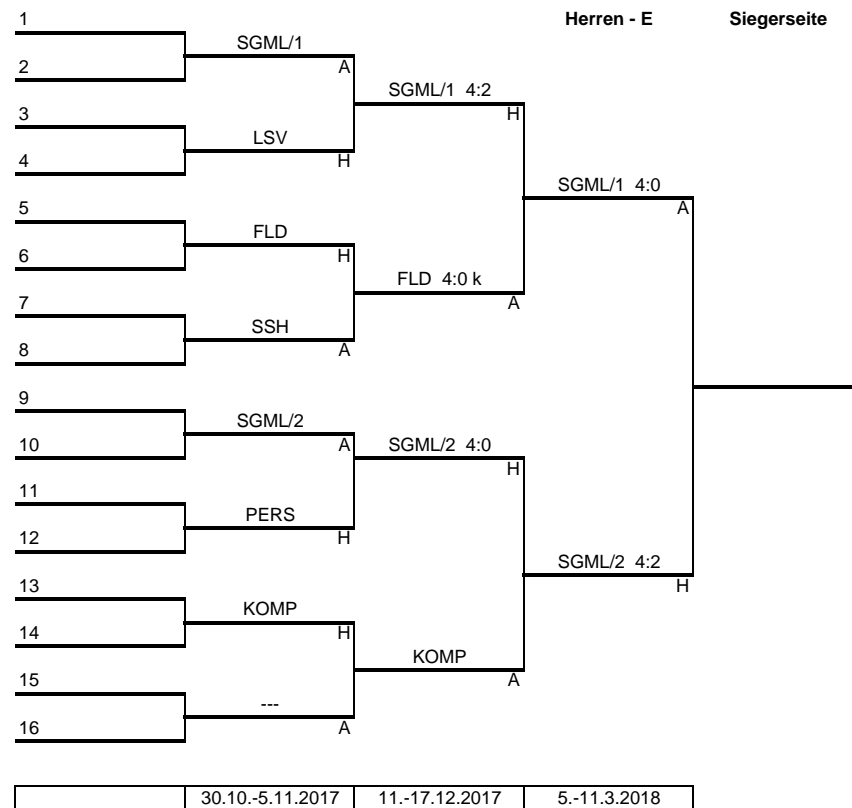 1 Herren - E Siegerseite
SGML/1
2 A
SGML/1 4:2
3 H
LSV
4 H
SGML/1 4:0
5 A
FLD
6 H
FLD 4:0 k
7 A
SSH
8 A
9
SGML/2
10 A SGML/2 4:0
H
11
PERS
12 H
SGML/2 4:2
13 H
KOMP
14 H
KOMP
15 A
---
16 A
30.10.-5.11.2017 11.-17.12.2017 5.-11.3.2018